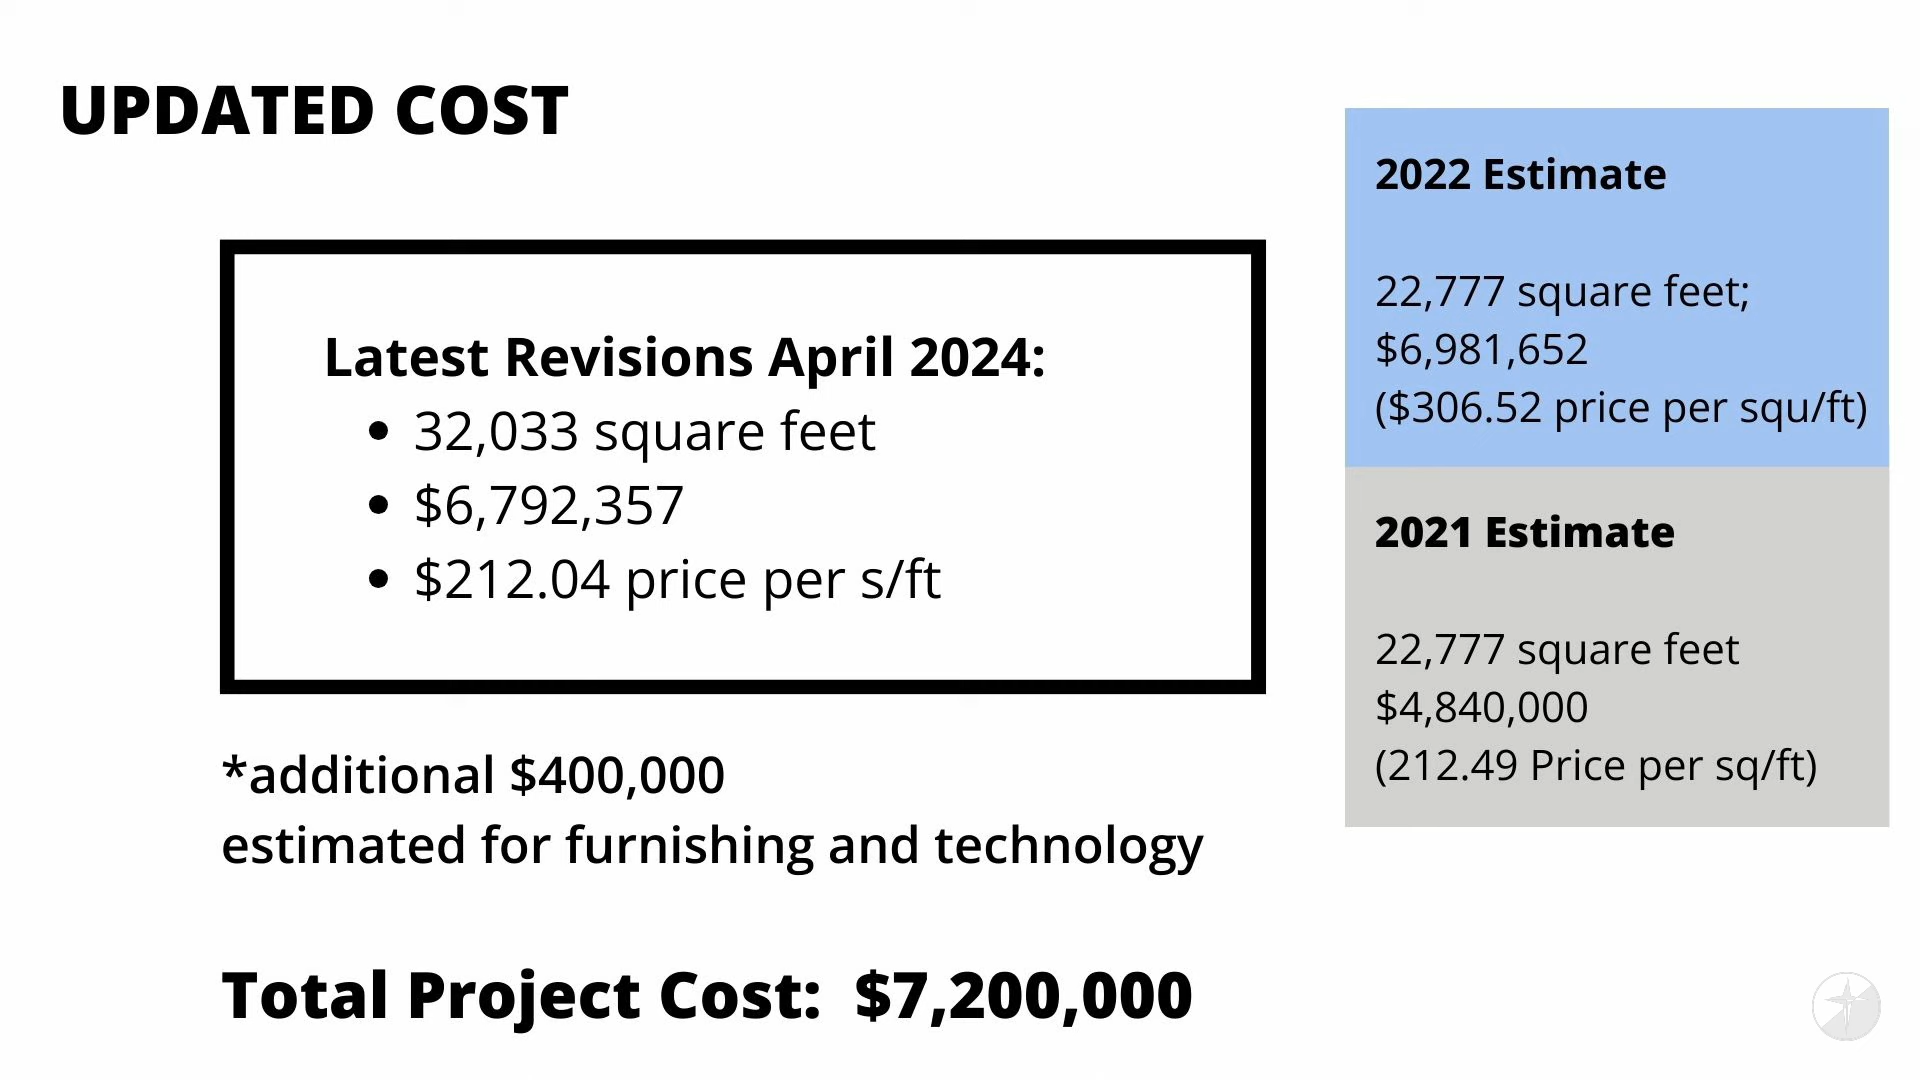 UPDATED COST
Latest Revisions April 2024:
• 32,033 square feet
• $6,792,357
• $212.04 price per s/ft
*additional $400,000
estimated for furnishing and technology
Total Project Cost: $7,200,000
2022 Estimate
22,777 square feet;
$6,981,652
($306.52 price per squ/ft)
2021 Estimate
22,777 square feet
$4,840,000
(212.49 Price per sq/ft)